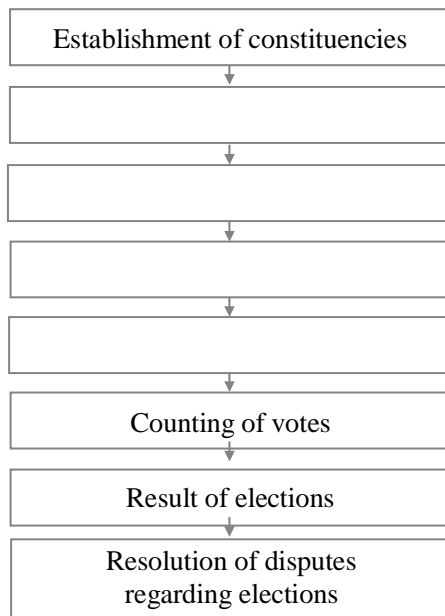 Establishment of constituencies
Counting of votes
Result of elections
Resolution of disputes
regarding elections